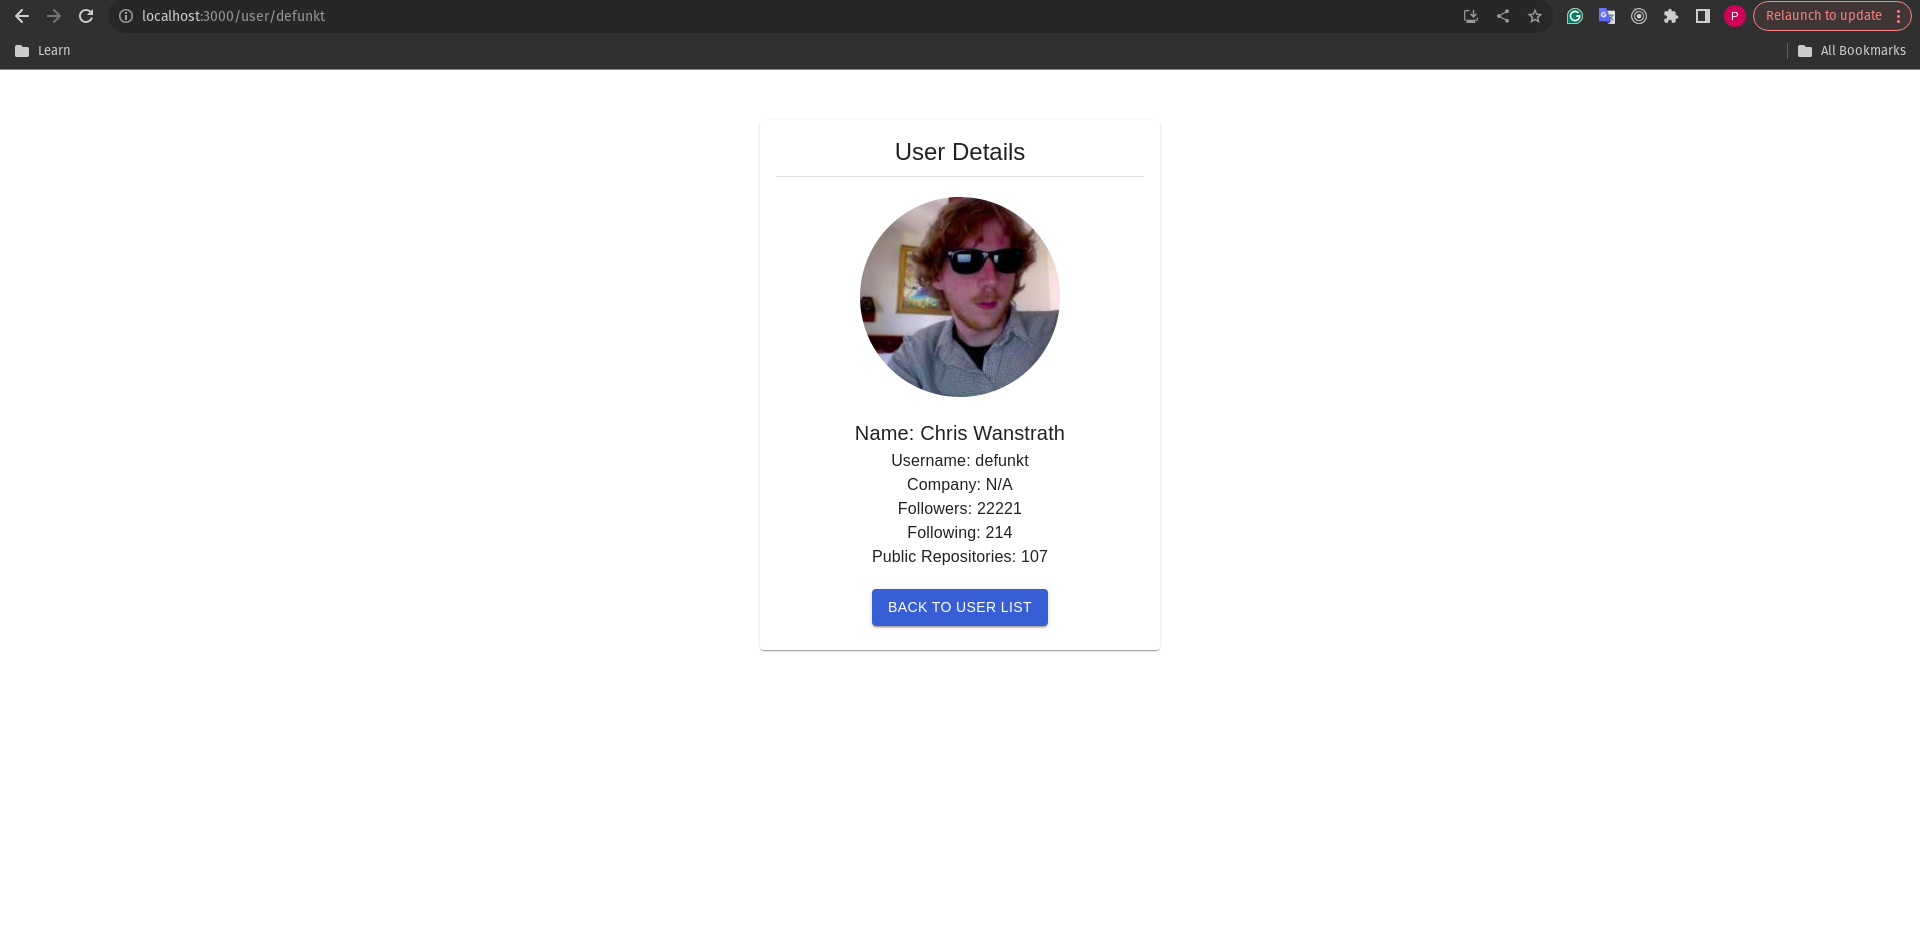 localhost:3000/user/defunkt
P
Relaunch to update
Learn
All Bookmarks
User Details
Name: Chris Wanstrath
Username: defunkt
Company: N/A
Followers: 22221
Following: 214
Public Repositories: 107
BACK TO USER LIST